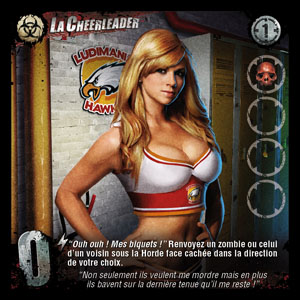 La Cheerleader
1
LUDIMANIA
HAWKS
0
"Ouh ouh ! Mes biquets !" Renvoyez un zombie ou celui
d'un voisin sous la Horde face cachée dans la direction
de votre choix.
"Non seulement ils veulent me mordre mais en plus
ils bavent sur la dernière tenue qu'il me reste !"